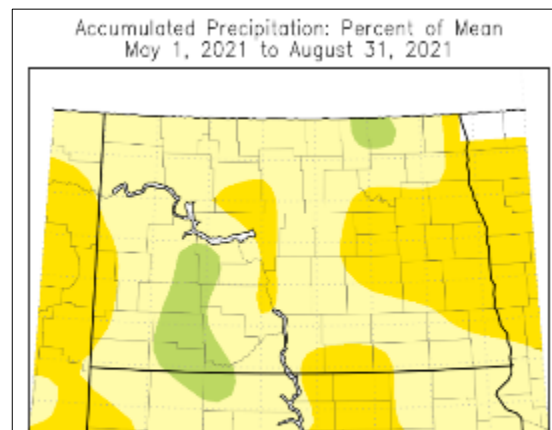 Accumulated Precipitation: Percent of Mean
May 1, 2021 to August 31, 2021